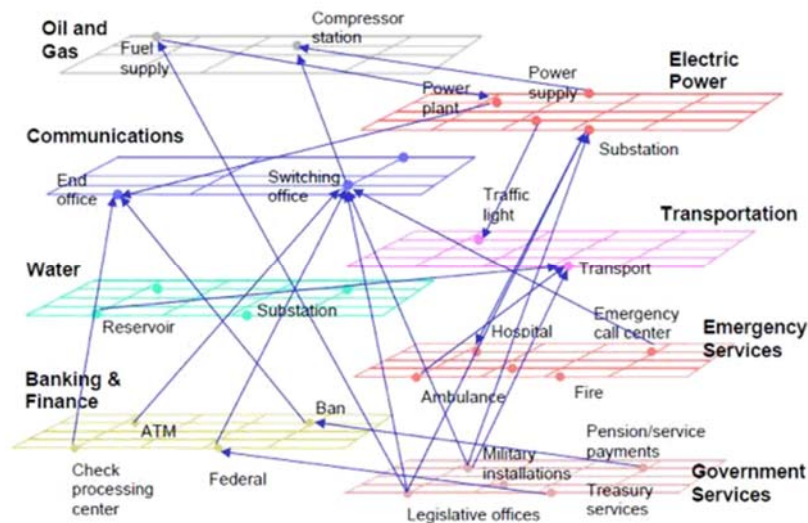 Oil and
Gas
Fuel
supply
Compressor
station
Electric
Power
Power
plant
Power
supply
Substation
Communications
End
office
Switching
office
Traffic
light
Transportation
Transport
Water
Reservoir
Substation
Hospital
Emergency
call center
Emergency
Services
Ambulance
Fire
Banking &
Finance
ATM
Ban
Check
processing
center
Federal
Military
installations
Pension/service
payments
Government
Services
Legislative offices
Treasury
services